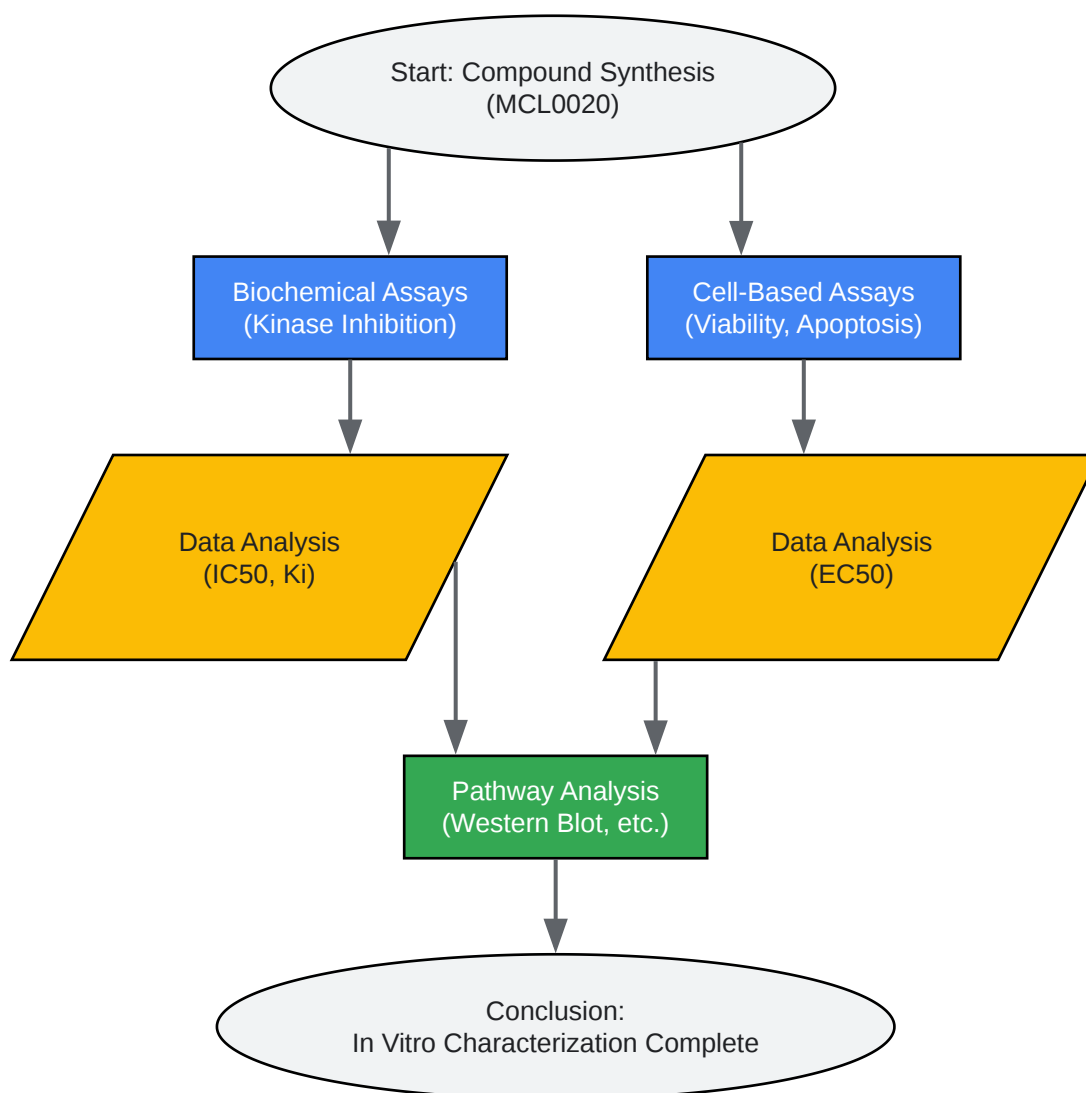 Start: Compound Synthesis
(MCL0020)
Biochemical Assays
(Kinase Inhibition)
Cell-Based Assays
(Viability, Apoptosis)
Data Analysis
(IC50, Ki)
Data Analysis
(EC50)
Pathway Analysis
(Western Blot, etc.)
Conclusion:
In Vitro Characterization Complete